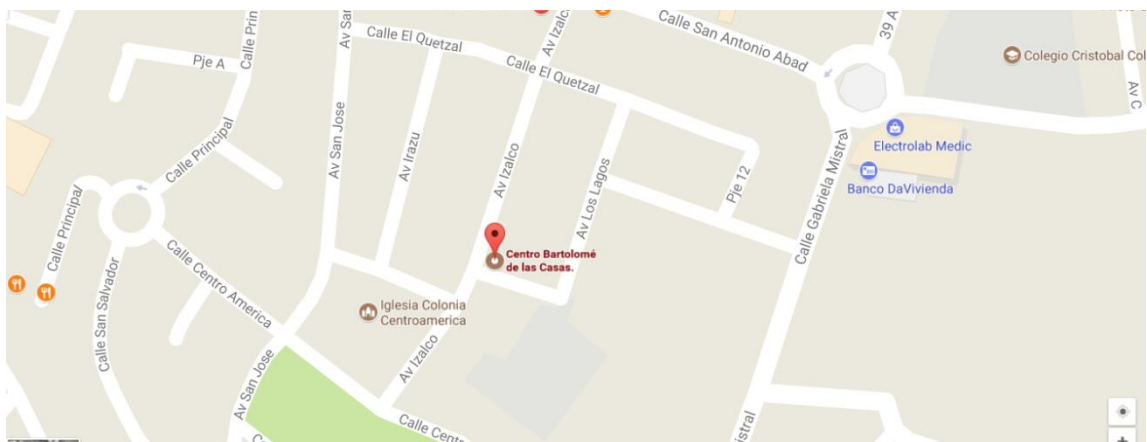 Calle Prin
Pje A
Av San
Calle El Quetzal
Av Izalco
Calle San Antonio Abad
39 A
Colegio Cristobal Col
Av C
Calle El Quetzal
Electrolab Medic
Banco DaVivienda
Calle Principal
Av San Jose
Av Irazu
Av Izalco
Av Los Lagos
Pje 12
Calle Gabriela Mistral
Calle Principal
Calle San Salvador
Calle Centro America
Centro Bartolomé
de las Casas.
Iglesia Colonia
Centroamerica
Av Izalco
Av San Jose
Calle Cent
istral